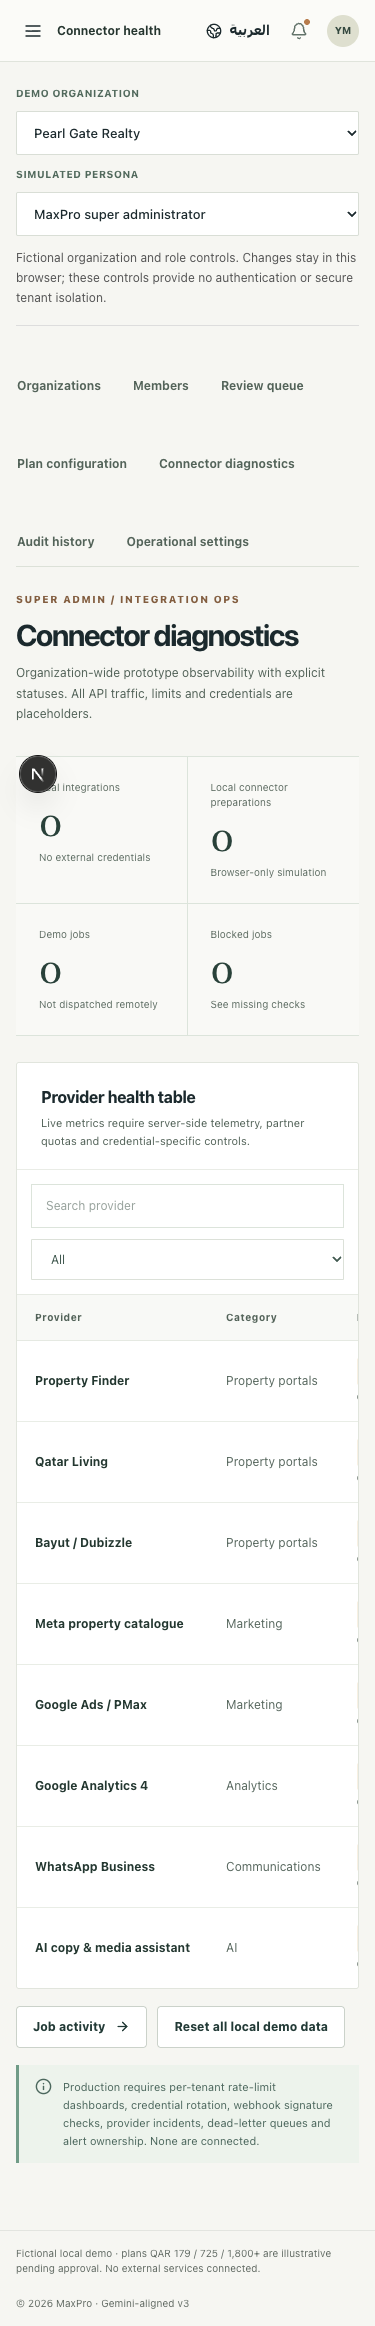 Connector health
العربية
YM
DEMO ORGANIZATION
Pearl Gate Realty
SIMULATED PERSONA
MaxPro super administrator
Fictional organization and role controls. Changes stay in this
browser; these controls provide no authentication or secure
tenant isolation.
Organizations Members Review queue
Plan configuration Connector diagnostics
Audit history Operational settings
SUPER ADMIN / INTEGRATION OPS
Connector diagnostics
Organization-wide prototype observability with explicit
statuses. All API traffic, limits and credentials are
placeholders.
N
integrations
0
No external credentials
Local connector
preparations
0
Browser-only simulation
Demo jobs
0
Not dispatched remotely
Blocked jobs
0
See missing checks
Provider health table
Live metrics require server-side telemetry, partner
quotas and credential-specific controls.
Search provider
All
Provider Category
Property Finder Property portals
Qatar Living Property portals
Bayut / Dubizzle Property portals
Meta property catalogue Marketing
Google Ads / PMax Marketing
Google Analytics 4 Analytics
WhatsApp Business Communications
AI copy & media assistant AI
Job activity →
Reset all local demo data
Production requires per-tenant rate-limit
dashboards, credential rotation, webhook signature
checks, provider incidents, dead-letter queues and
alert ownership. None are connected.
Fictional local demo · plans QAR 179 / 725 / 1,800+ are illustrative
pending approval. No external services connected.
© 2026 MaxPro · Gemini-aligned v3